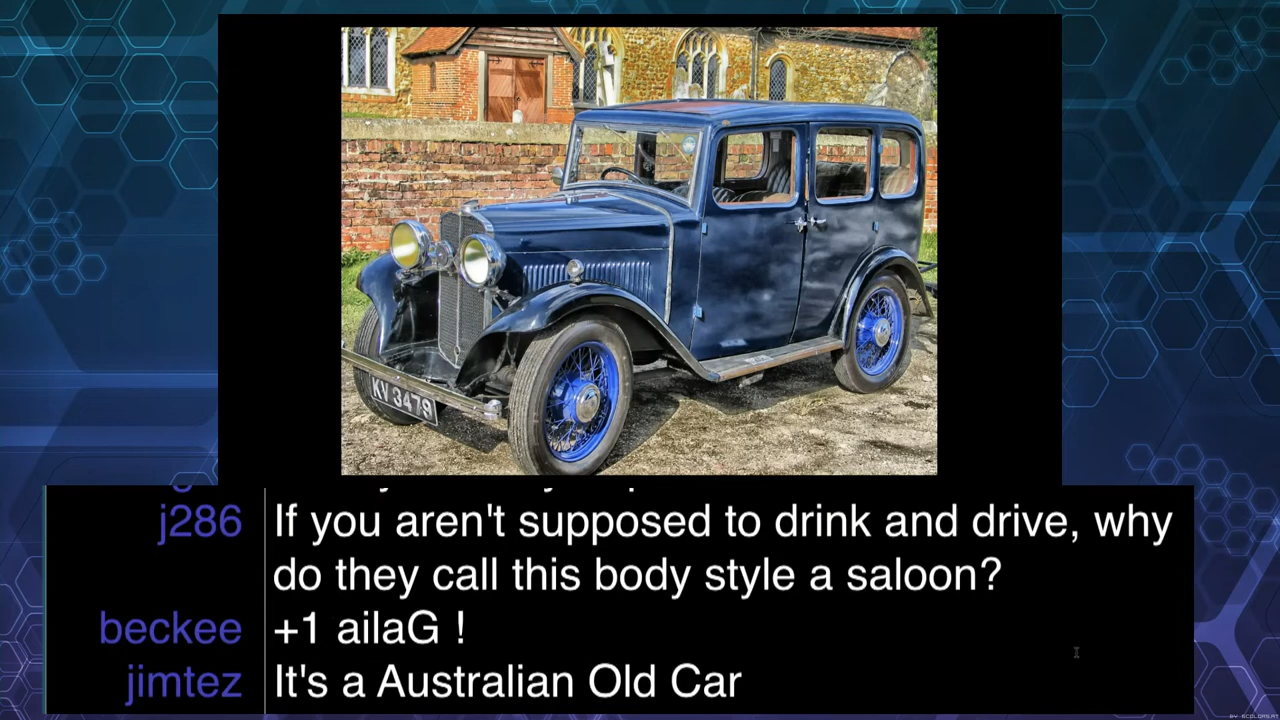 KV 3479
j286 If you aren't supposed to drink and drive, why
do they call this body style a saloon?
beckee +1 ailaG !
jimtez It's a Australian Old Car